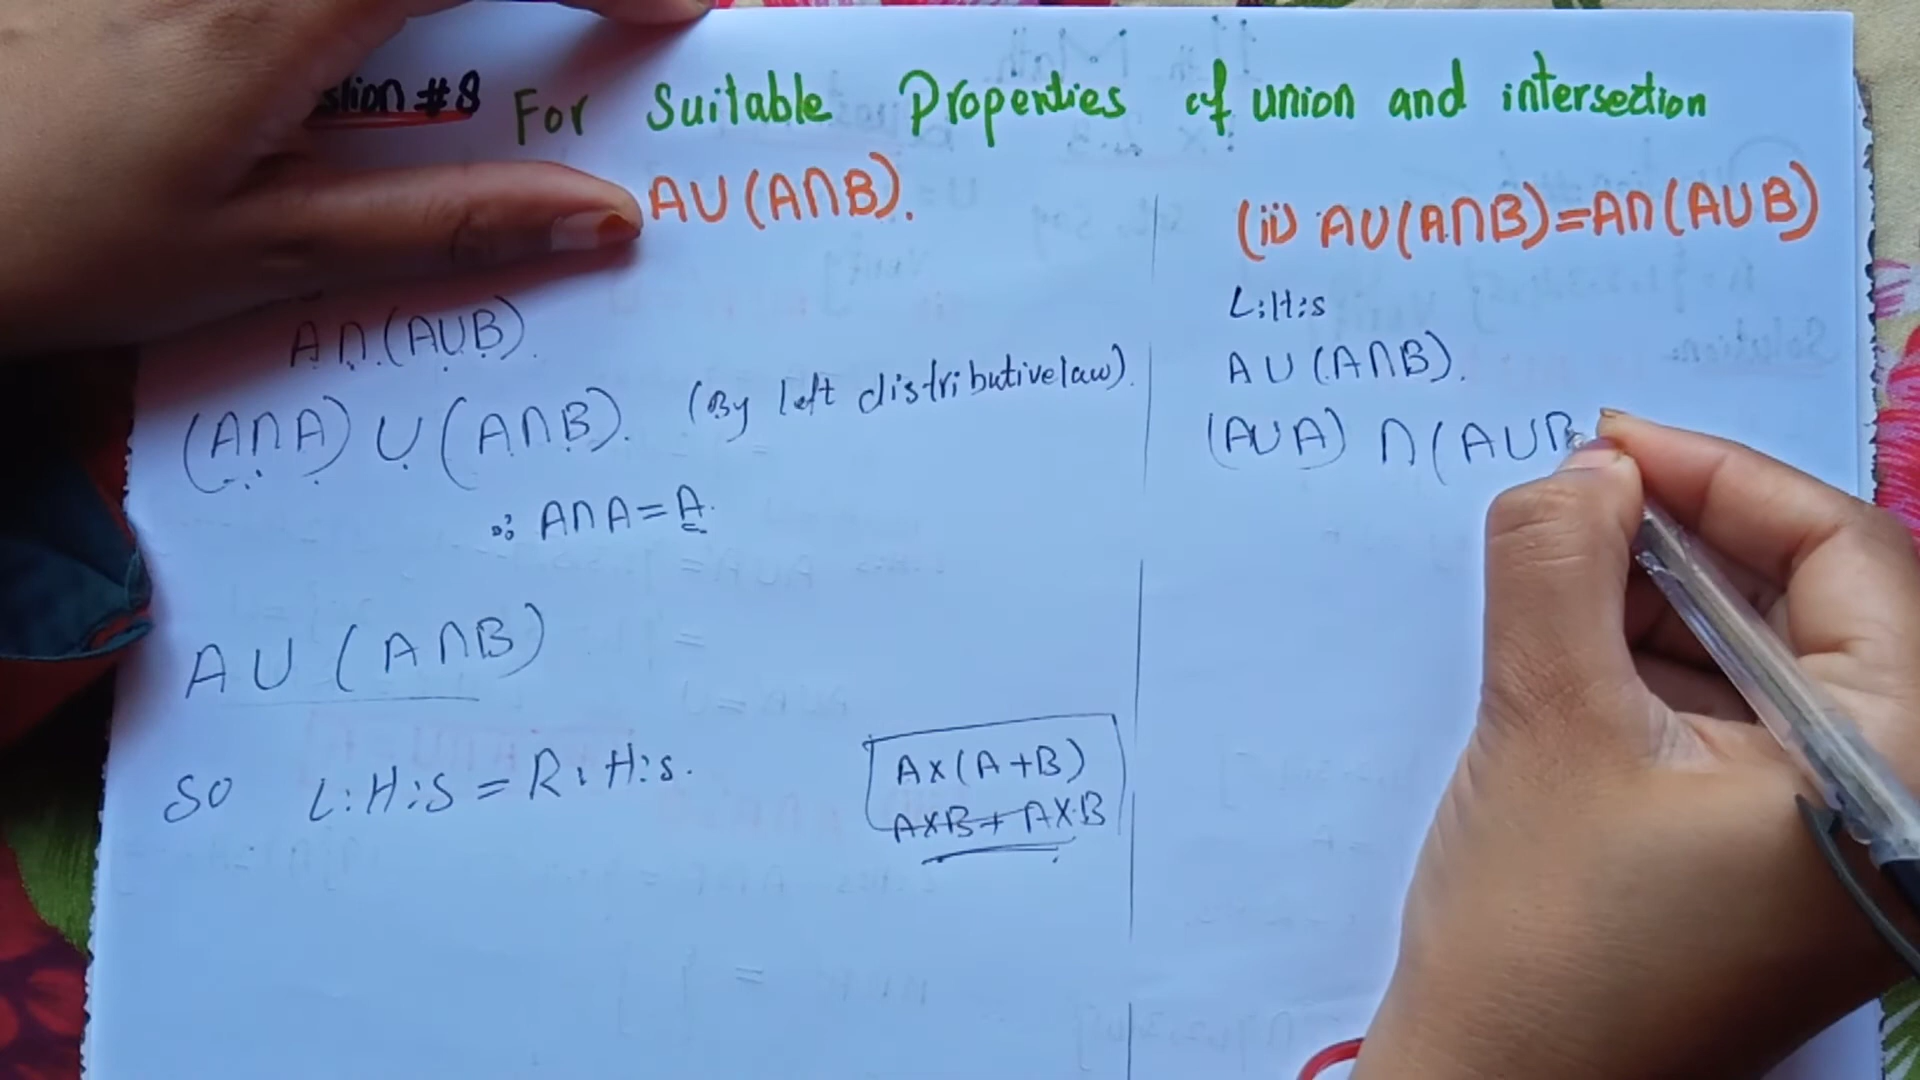 stion #8 For Suitable Properties of union and intersection
AU(A∩B).
A∩(AUB).
(A∩A) U (A∩B). (By left distributive law).
∵ A∩A=A.
AU (A∩B)
So L:H:S = R:H:S.
A×(A+B)
A×B+A×B
(ii) AU(A∩B)=A∩(AUB)
L:H:S
AU(A∩B).
(AUA) ∩(AUB